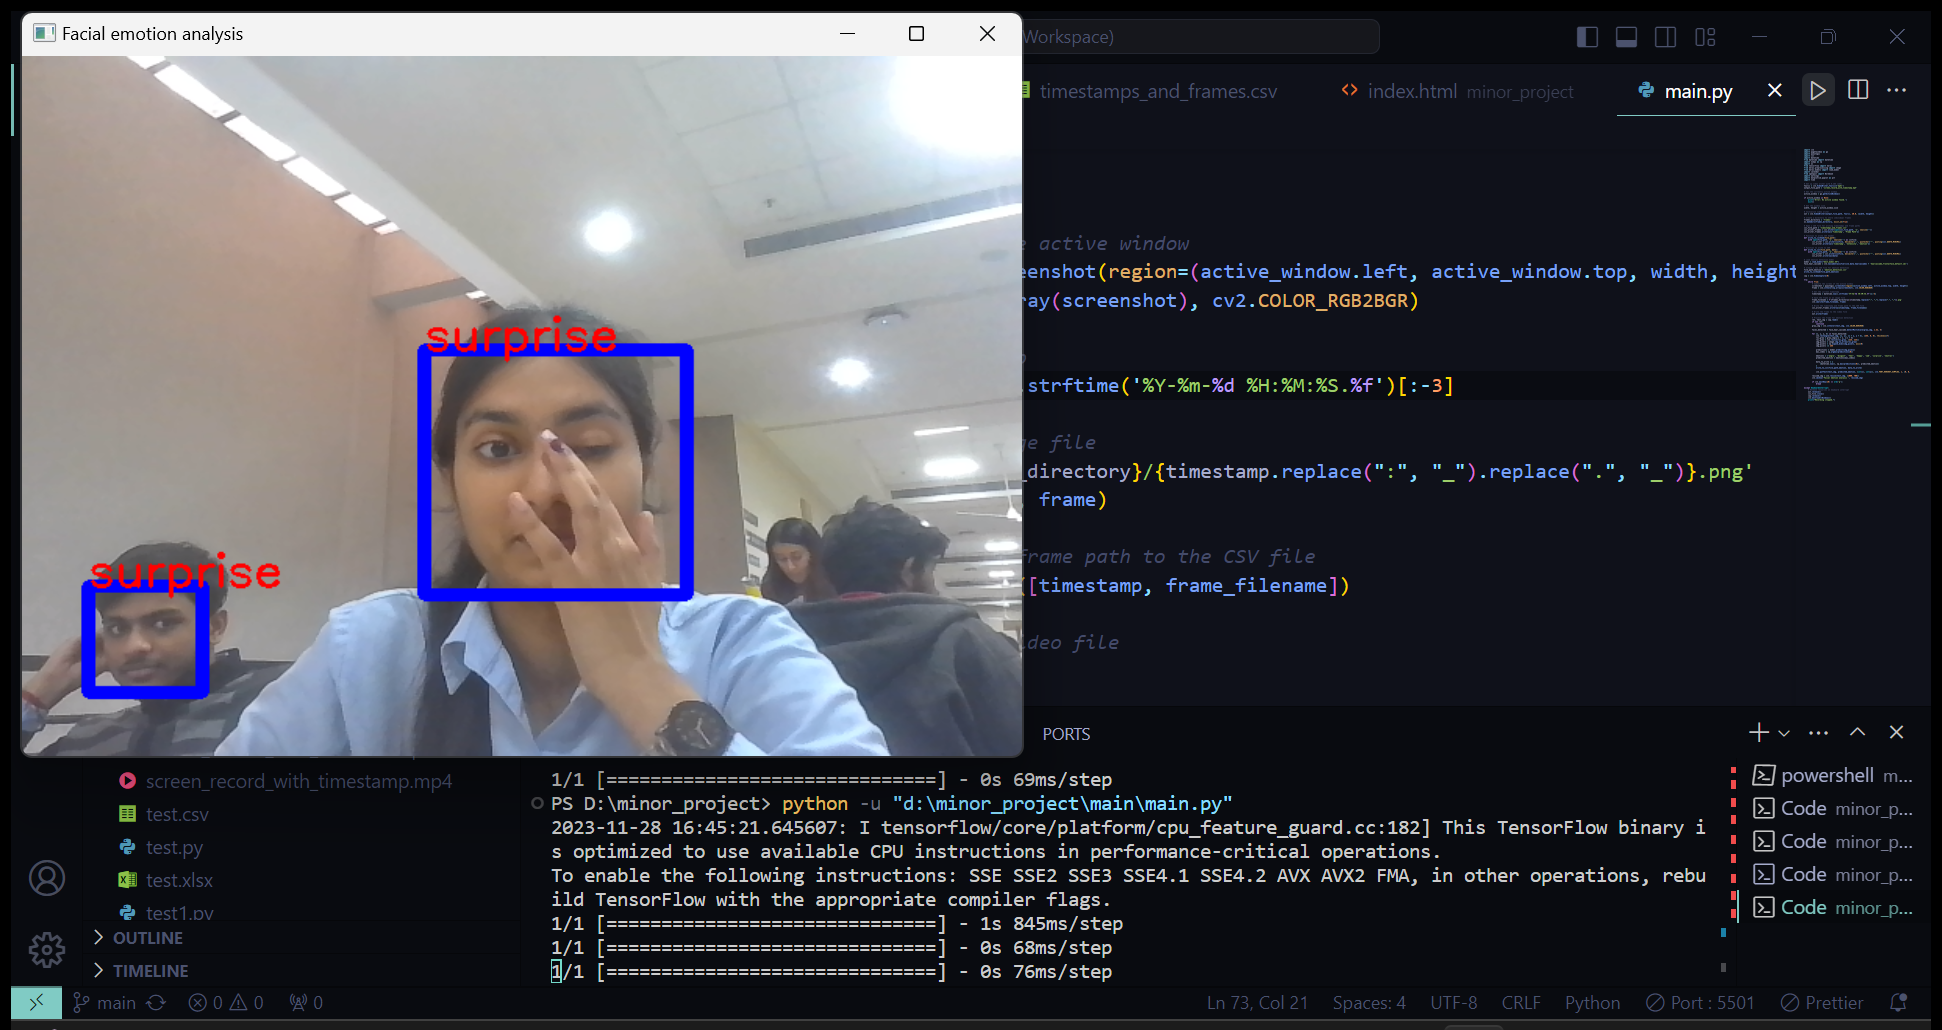 Facial emotion analysis
Workspace)
timestamps_and_frames.csv
index.html minor_project
main.py
surprise
surprise
e active window
eenshot(region=(active_window.left, active_window.top, width, height
ray(screenshot), cv2.COLOR_RGB2BGR)
.strftime('%Y-%m-%d %H:%M:%S.%f')[:-3]
ge file
_directory}/{timestamp.replace(":", "_").replace(".", "_")}.png'
frame)
frame path to the CSV file
([timestamp, frame_filename])
ideo file
PORTS
screen_record_with_timestamp.mp4
test.csv
test.py
test.xlsx
test1.py
OUTLINE
TIMELINE
1/1 [==============================] - 0s 69ms/step
PS D:\minor_project> python -u "d:\minor_project\main\main.py"
2023-11-28 16:45:21.645607: I tensorflow/core/platform/cpu_feature_guard.cc:182] This TensorFlow binary i
s optimized to use available CPU instructions in performance-critical operations.
To enable the following instructions: SSE SSE2 SSE3 SSE4.1 SSE4.2 AVX AVX2 FMA, in other operations, rebu
ild TensorFlow with the appropriate compiler flags.
1/1 [==============================] - 1s 845ms/step
1/1 [==============================] - 0s 68ms/step
1/1 [==============================] - 0s 76ms/step
powershell m...
Code minor_p...
Code minor_p...
Code minor_p...
Code minor_p...
main
0 0
0
Ln 73, Col 21
Spaces: 4
UTF-8
CRLF
Python
Port : 5501
Prettier